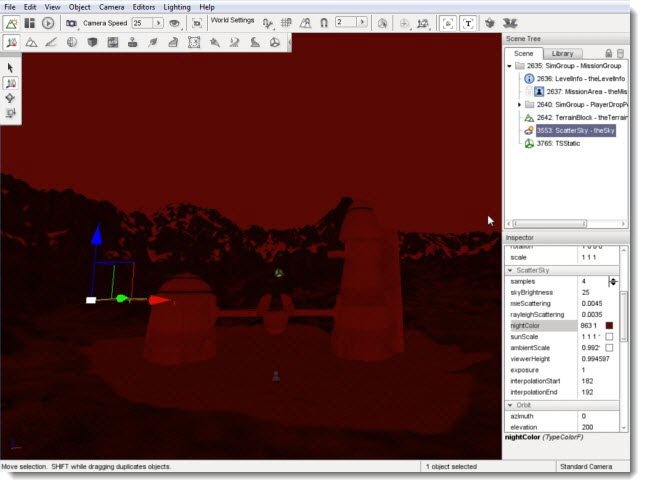 File Edit View Object Camera Editors Lighting Help
Camera Speed 25 World Settings 2
Scene Tree
Scene Library
2635: SimGroup - MissionGroup
2636: LevelInfo - theLevelInfo
2637: MissionArea - theMis
2640: SimGroup - PlayerDropPo
2642: TerrainBlock - theTerrain
3553: ScatterSky - theSky
3765: TSStatic
Inspector
rotation 1 0 0 0
scale 1 1 1
ScatterSky
samples 4
skyBrightness 25
mieScattering 0.0045
rayleighScattering 0.0035
nightColor 863 1
sunScale 1 1 1
ambientScale 0.992
viewerHeight 0.994597
exposure 1
interpolationStart 182
interpolationEnd 192
Orbit
azimuth 0
elevation 200
nightColor (TypeColorF)
Move selection. SHIFT while dragging duplicates objects. 1 object selected Standard Camera